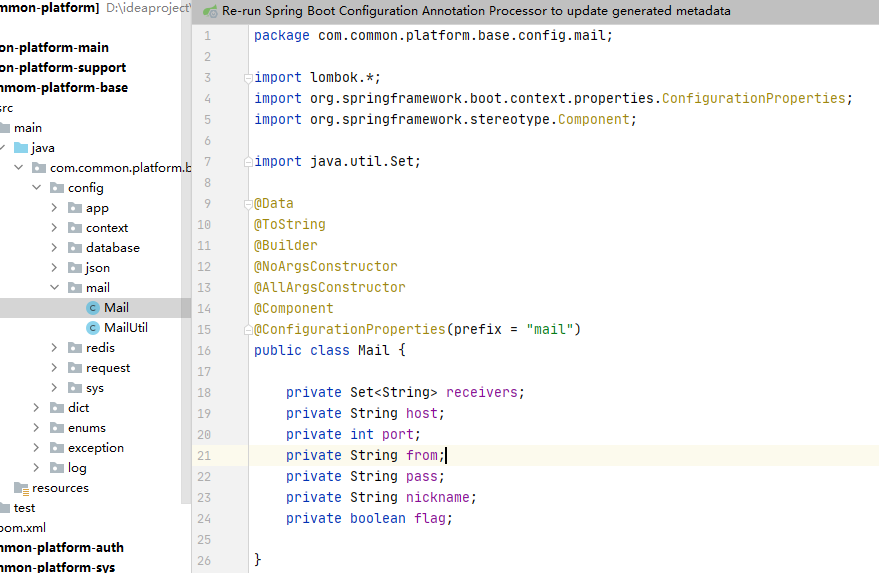 mmon-platform] D:\ideaproject\
on-platform-main
on-platform-support
mmom-platform-base
src
main
java
com.common.platform.b
config
app
context
database
json
mail
Mail
MailUtil
redis
request
sys
dict
enums
exception
log
resources
test
pom.xml
mmon-platform-auth
mmon-platform-sys
Re-run Spring Boot Configuration Annotation Processor to update generated metadata
1 package com.common.platform.base.config.mail;
2
3 import lombok.*;
4 import org.springframework.boot.context.properties.ConfigurationProperties;
5 import org.springframework.stereotype.Component;
6
7 import java.util.Set;
8
9 @Data
10 @ToString
11 @Builder
12 @NoArgsConstructor
13 @AllArgsConstructor
14 @Component
15 @ConfigurationProperties(prefix = "mail")
16 public class Mail {
17
18 private Set<String> receivers;
19 private String host;
20 private int port;
21 private String from;
22 private String pass;
23 private String nickname;
24 private boolean flag;
25
26 }